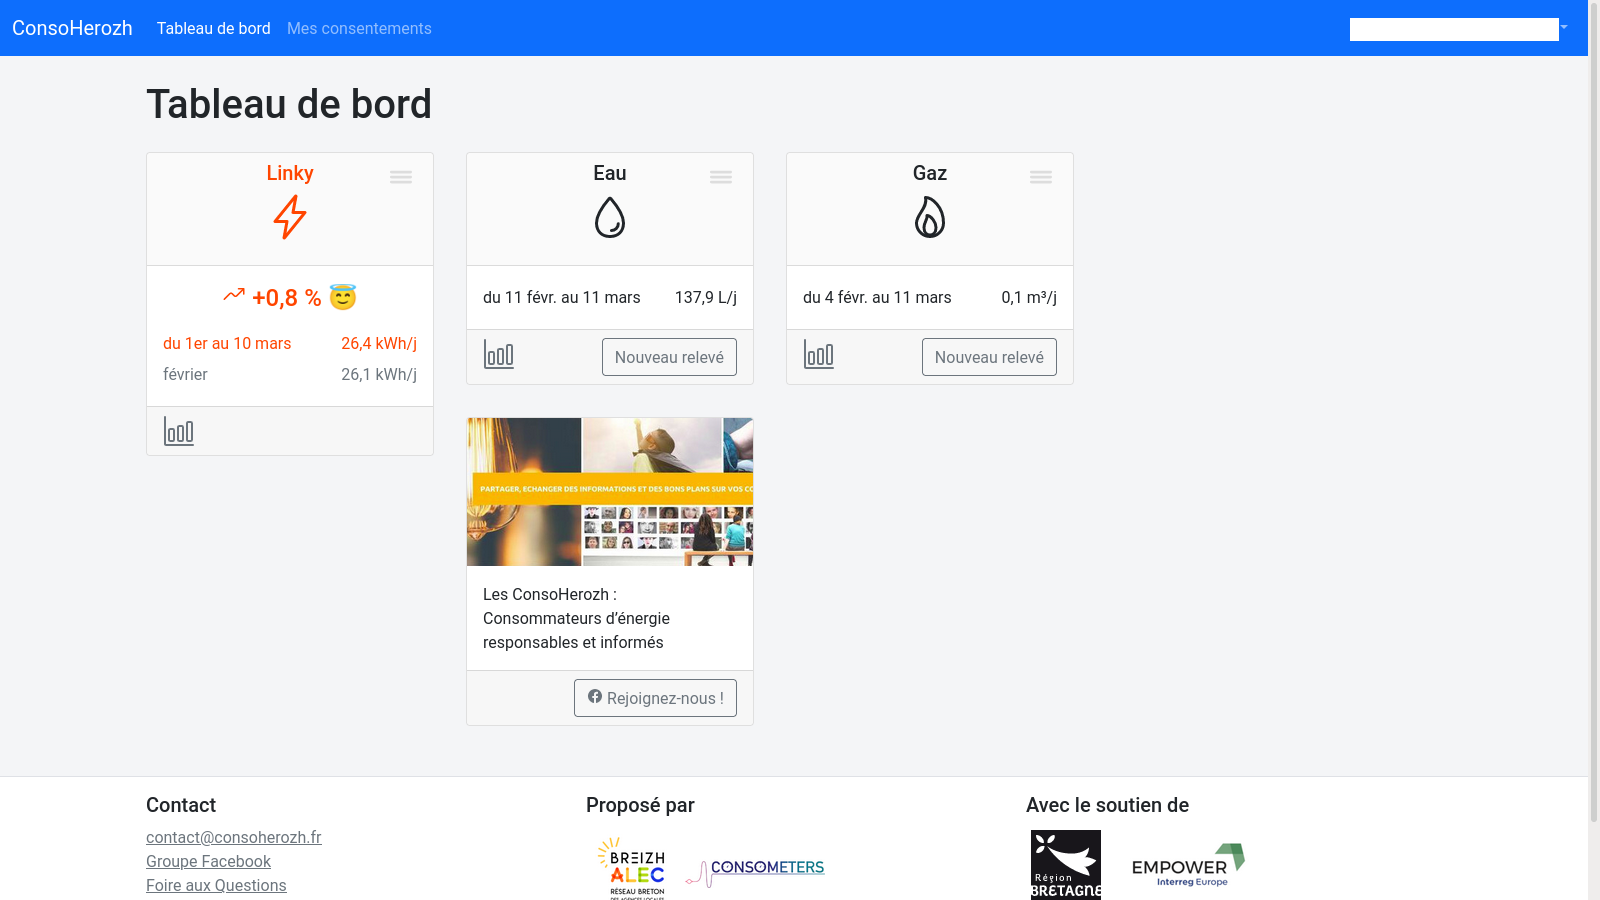 ConsoHerozh
Tableau de bord
Mes consentements
Tableau de bord
Linky
+0,8 % 😇
du 1er au 10 mars 26,4 kWh/j
février 26,1 kWh/j
Eau
du 11 févr. au 11 mars 137,9 L/j
Nouveau relevé
Gaz
du 4 févr. au 11 mars 0,1 m³/j
Nouveau relevé
PARTAGER, ECHANGER DES INFORMATIONS ET DES BONS PLANS SUR VOS CO
Les ConsoHerozh :
Consommateurs d’énergie
responsables et informés
Rejoignez-nous !
Contact
contact@consoherozh.fr
Groupe Facebook
Foire aux Questions
Proposé par
BREIZH
ALEC
RÉSEAU BRETON
DES AGENCES LOCALES
CONSOMETERS
Avec le soutien de
Région
BRETAGNE
EMPOWER
Interreg Europe